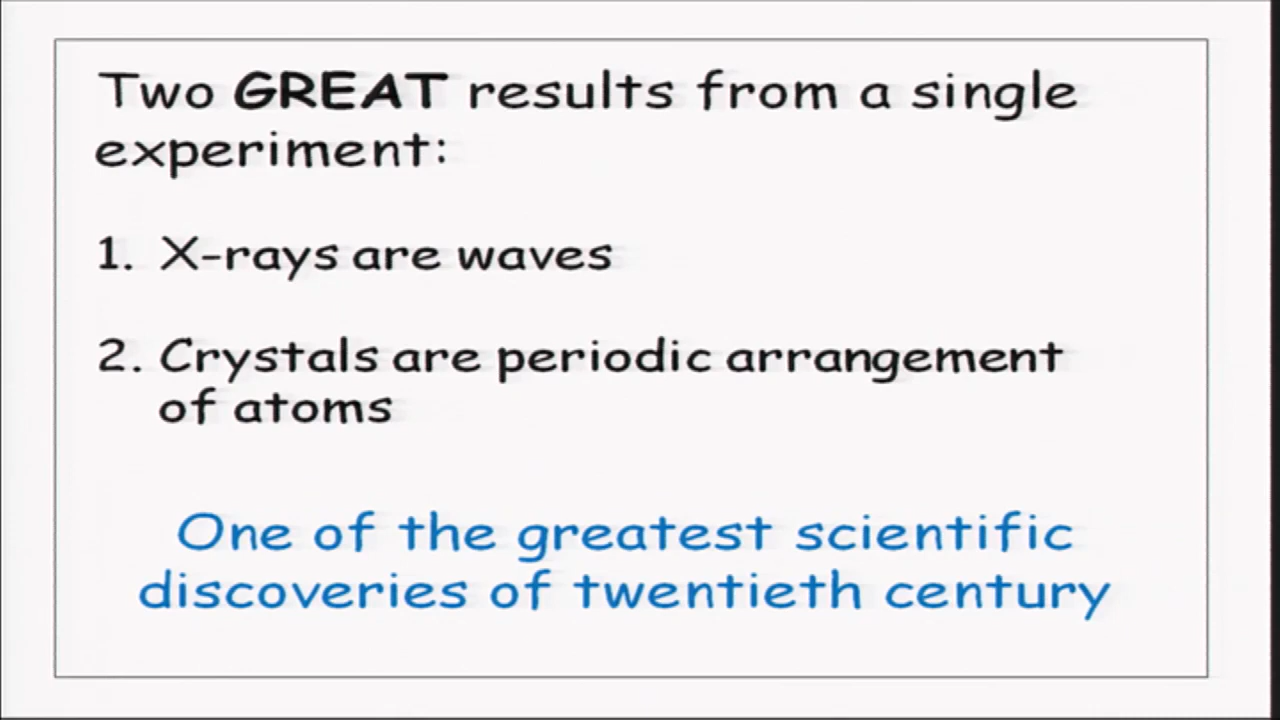 Two GREAT results from a single
experiment:
1. X-rays are waves
2. Crystals are periodic arrangement
of atoms
One of the greatest scientific
discoveries of twentieth century